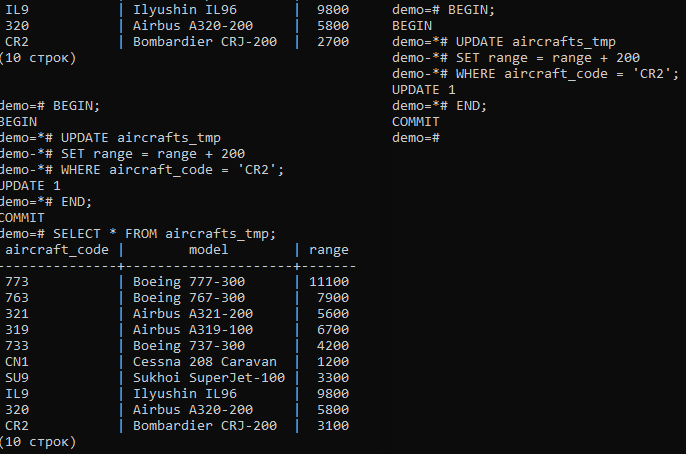 IL9 | Ilyushin IL96 | 9800
320 | Airbus A320-200 | 5800
CR2 | Bombardier CRJ-200 | 2700
(10 строк)
demo=# BEGIN;
BEGIN
demo=*# UPDATE aircrafts_tmp
demo-*# SET range = range + 200
demo-*# WHERE aircraft_code = 'CR2';
UPDATE 1
demo=*# END;
COMMIT
demo=# SELECT * FROM aircrafts_tmp;
aircraft_code | model | range
---------------+---------------------+-------
773 | Boeing 777-300 | 11100
763 | Boeing 767-300 | 7900
321 | Airbus A321-200 | 5600
319 | Airbus A319-100 | 6700
733 | Boeing 737-300 | 4200
CN1 | Cessna 208 Caravan | 1200
SU9 | Sukhoi SuperJet-100 | 3300
IL9 | Ilyushin IL96 | 9800
320 | Airbus A320-200 | 5800
CR2 | Bombardier CRJ-200 | 3100
(10 строк)
demo=# BEGIN;
BEGIN
demo=*# UPDATE aircrafts_tmp
demo-*# SET range = range + 200
demo-*# WHERE aircraft_code = 'CR2';
UPDATE 1
demo=*# END;
COMMIT
demo=#